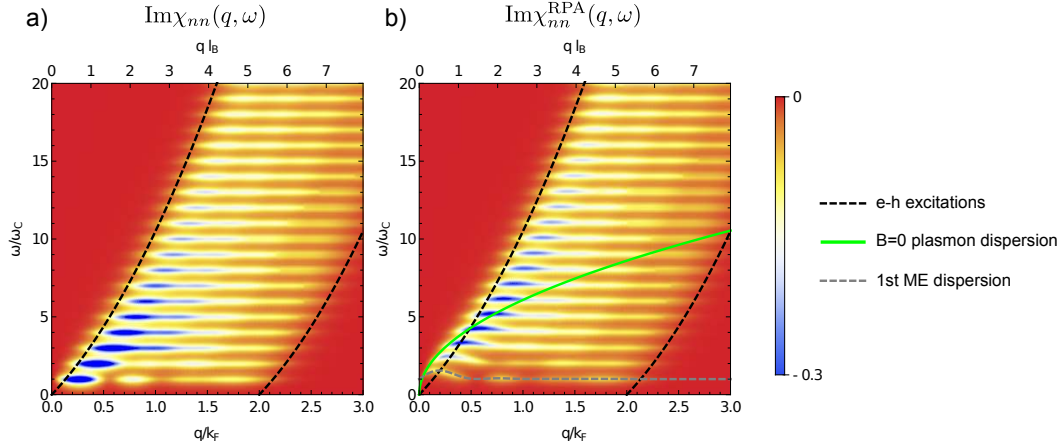 a) Imχnn(q, ω)
q lB
0 1 2 3 4 5 6 7
20
15
10
5
0
ω/ωC
0.0 0.5 1.0 1.5 2.0 2.5 3.0
q/kF
b) ImχnnRPA(q, ω)
q lB
0 1 2 3 4 5 6 7
20
15
10
5
0
ω/ωC
0.0 0.5 1.0 1.5 2.0 2.5 3.0
q/kF
0
- 0.3
e-h excitations
B=0 plasmon dispersion
1st ME dispersion